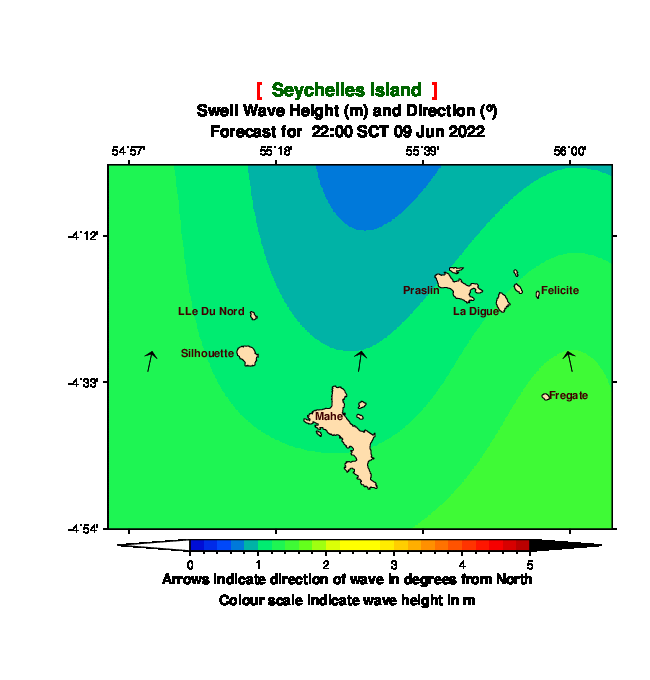 [ Seychelles Island ]
Swell Wave Height (m) and Direction (º)
Forecast for 22:00 SCT 09 Jun 2022
54°57' 55°18' 55°39' 56°00'
-4°12'
Praslin
Felicite
LLe Du Nord
La Digue
Silhouette
-4°33'
Fregate
Mahe
-4°54'
0 1 2 3 4 5
Arrows indicate direction of wave in degrees from North
Colour scale indicate wave height in m